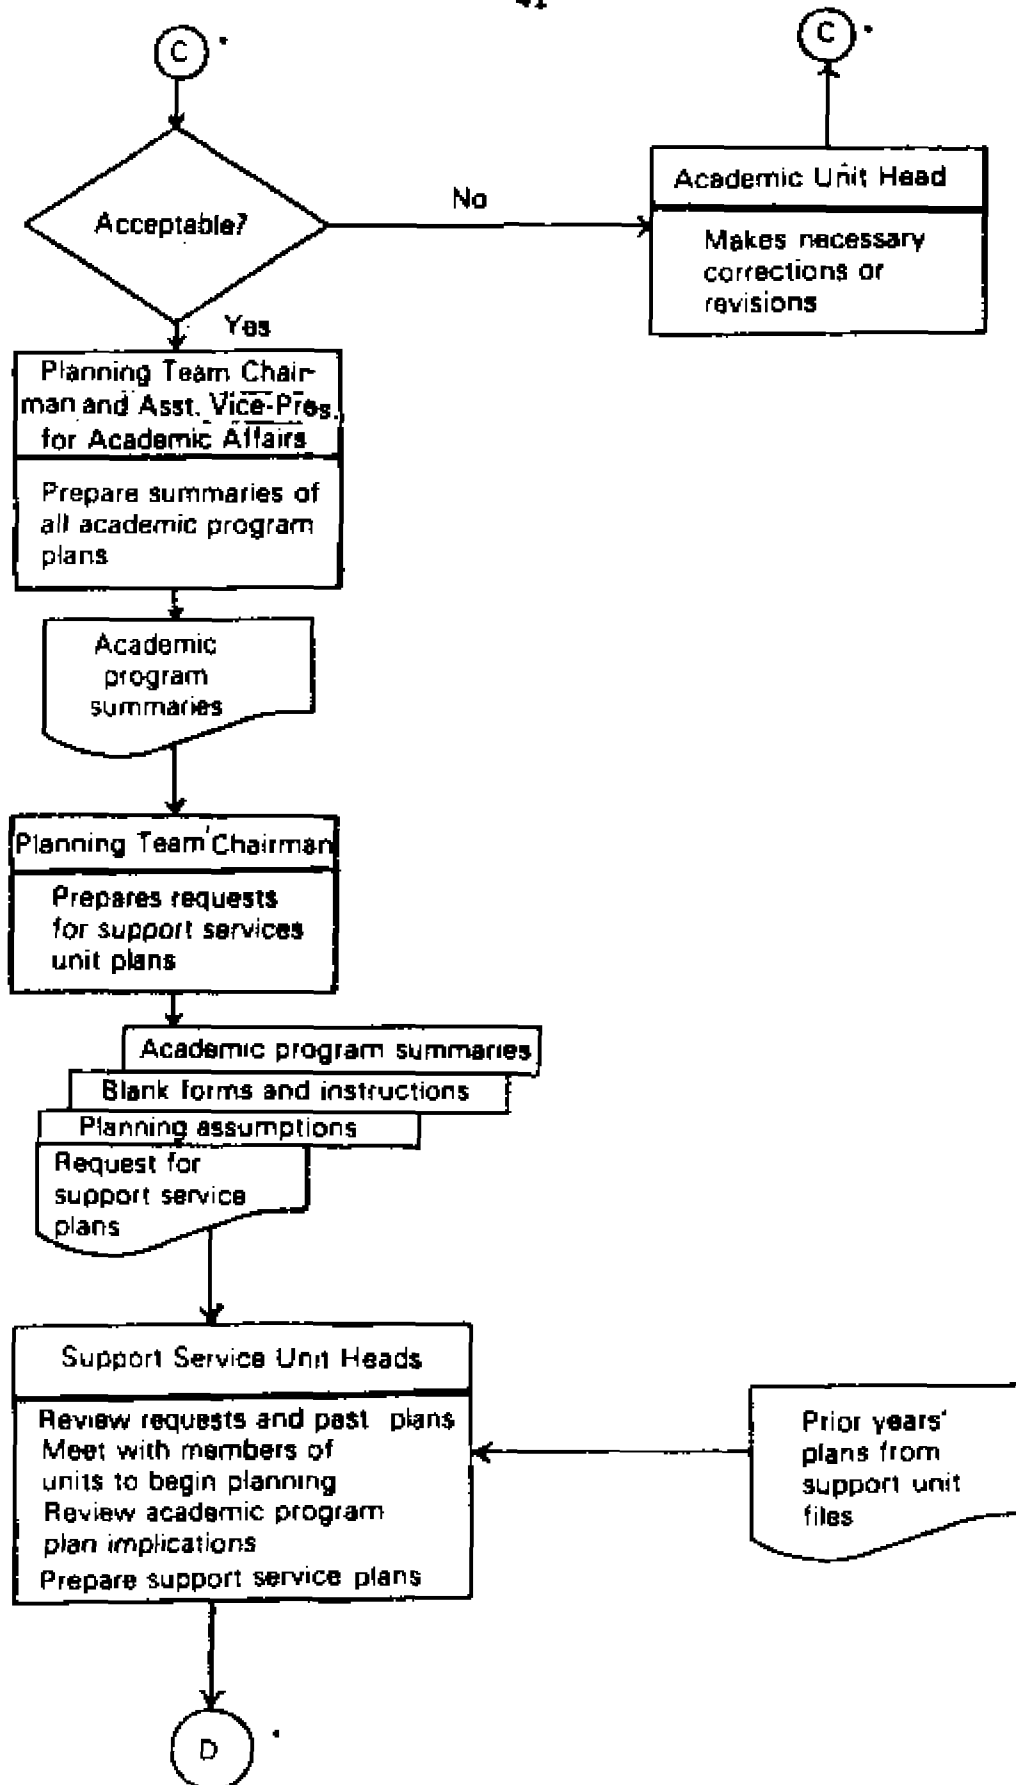 41
C
C
Acceptable?
No
Academic Unit Head
Makes necessary
corrections or
revisions
Yes
Planning Team Chair-
man and Asst. Vice-Pres.
for Academic Affairs
Prepare summaries of
all academic program
plans
Academic
program
summaries
Planning Team Chairman
Prepares requests
for support services
unit plans
Academic program summaries
Blank forms and instructions
Planning assumptions
Request for
support service
plans
Support Service Unit Heads
Review requests and past plans
Meet with members of
units to begin planning
Review academic program
plan implications
Prepare support service plans
Prior years'
plans from
support unit
files
D